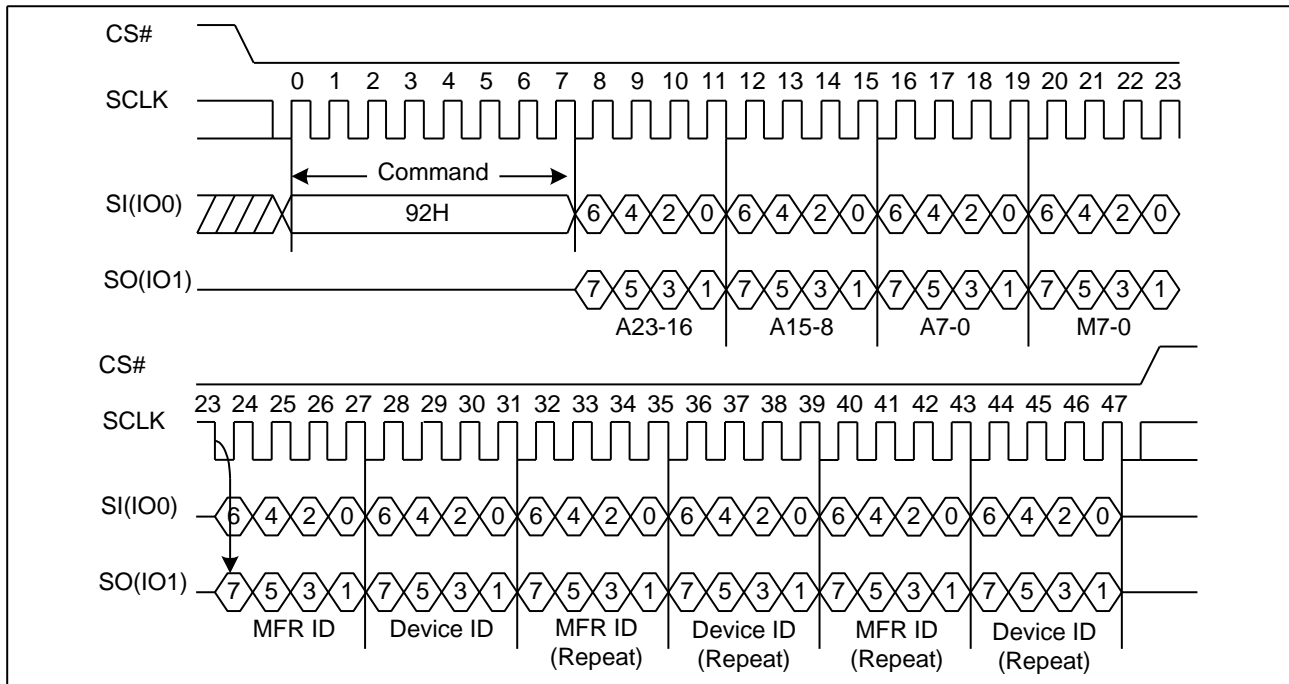 CS#
0 1 2 3 4 5 6 7 8 9 10 11 12 13 14 15 16 17 18 19 20 21 22 23
SCLK
Command
SI(IO0) 92H 6 4 2 0 6 4 2 0 6 4 2 0 6 4 2 0
SO(IO1) 7 5 3 1 7 5 3 1 7 5 3 1 7 5 3 1
A23-16 A15-8 A7-0 M7-0
CS#
23 24 25 26 27 28 29 30 31 32 33 34 35 36 37 38 39 40 41 42 43 44 45 46 47
SCLK
SI(IO0) 6 4 2 0 6 4 2 0 6 4 2 0 6 4 2 0 6 4 2 0 6 4 2 0
SO(IO1) 7 5 3 1 7 5 3 1 7 5 3 1 7 5 3 1 7 5 3 1 7 5 3 1
MFR ID Device ID MFR ID Device ID MFR ID Device ID
(Repeat) (Repeat) (Repeat) (Repeat)